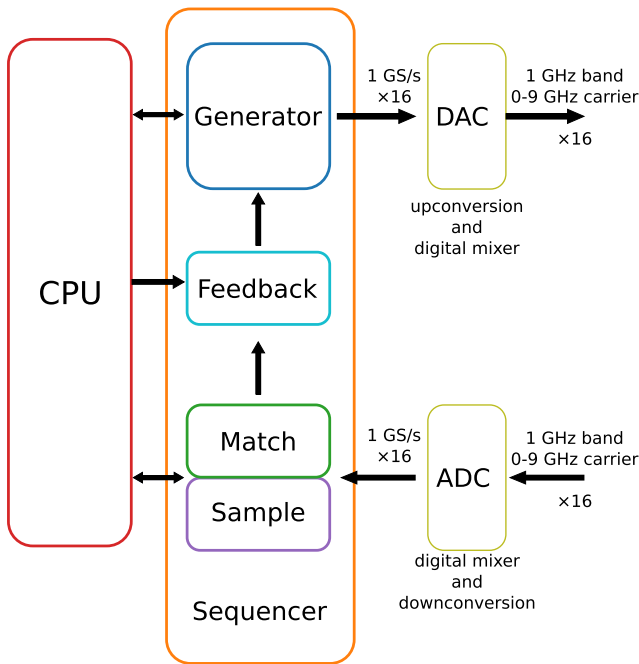 CPU
Generator
Feedback
Match
Sample
Sequencer
1 GS/s
×16
DAC
upconversion
and
digital mixer
1 GHz band
0-9 GHz carrier
×16
1 GS/s
×16
ADC
digital mixer
and
downconversion
1 GHz band
0-9 GHz carrier
×16